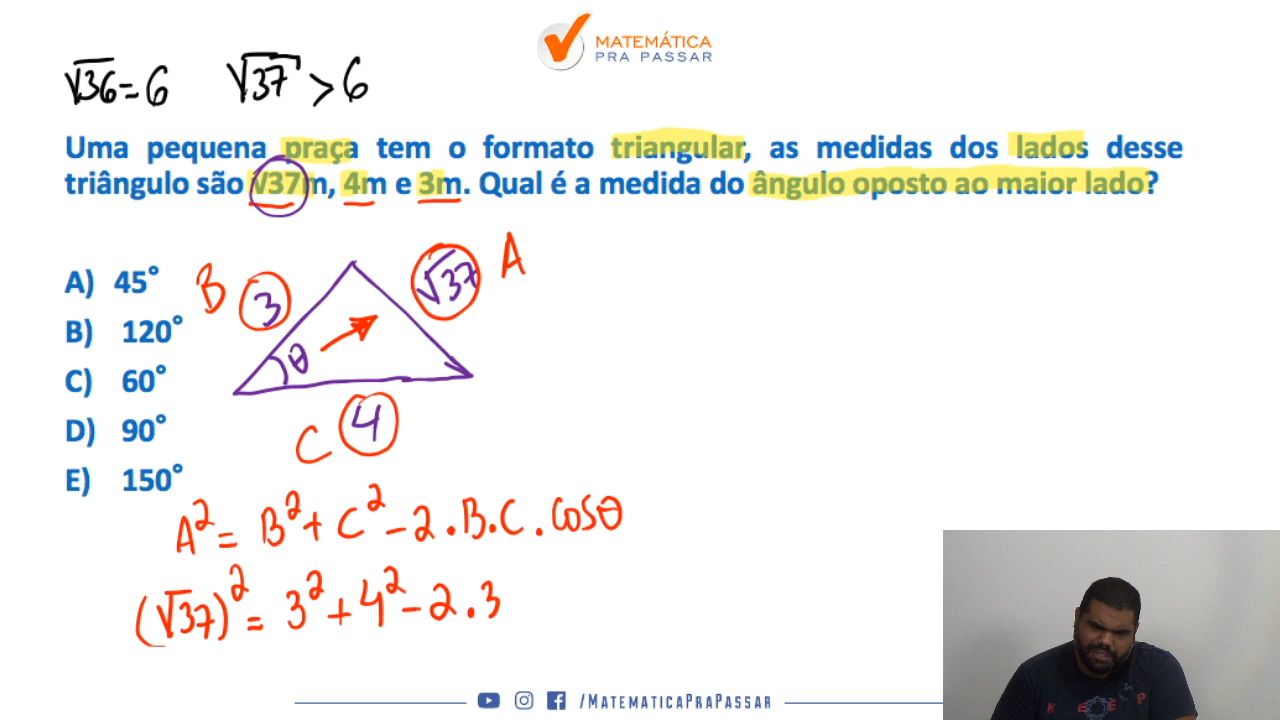 MATEMÁTICA
PRA PASSAR
√36 = 6 √37 > 6
Uma pequena praça tem o formato triangular, as medidas dos lados desse
triângulo são √37m, 4m e 3m. Qual é a medida do ângulo oposto ao maior lado?
A) 45°
B) 120°
C) 60°
D) 90°
E) 150°
B 3 √37 A
θ
C 4
A² = B² + C² - 2 . B . C . cos θ
(√37)² = 3² + 4² - 2 . 3
K E E P
/MATEMATICAPRAPASSAR